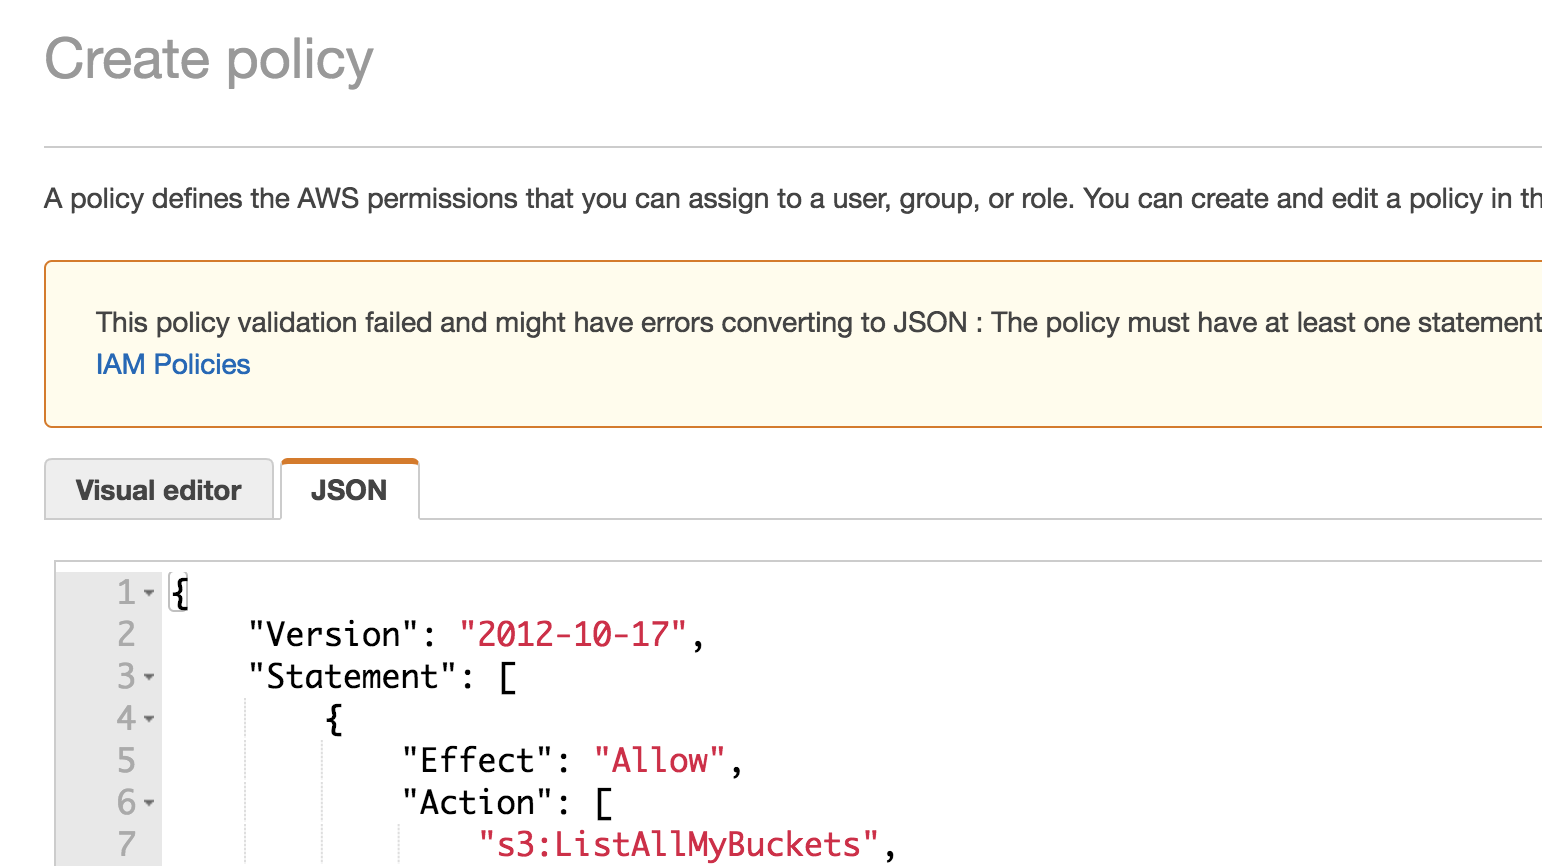 Create policy
A policy defines the AWS permissions that you can assign to a user, group, or role. You can create and edit a policy in th
This policy validation failed and might have errors converting to JSON : The policy must have at least one statement
IAM Policies
Visual editor JSON
1 {
2 "Version": "2012-10-17",
3 "Statement": [
4 {
5 "Effect": "Allow",
6 "Action": [
7 "s3:ListAllMyBuckets",